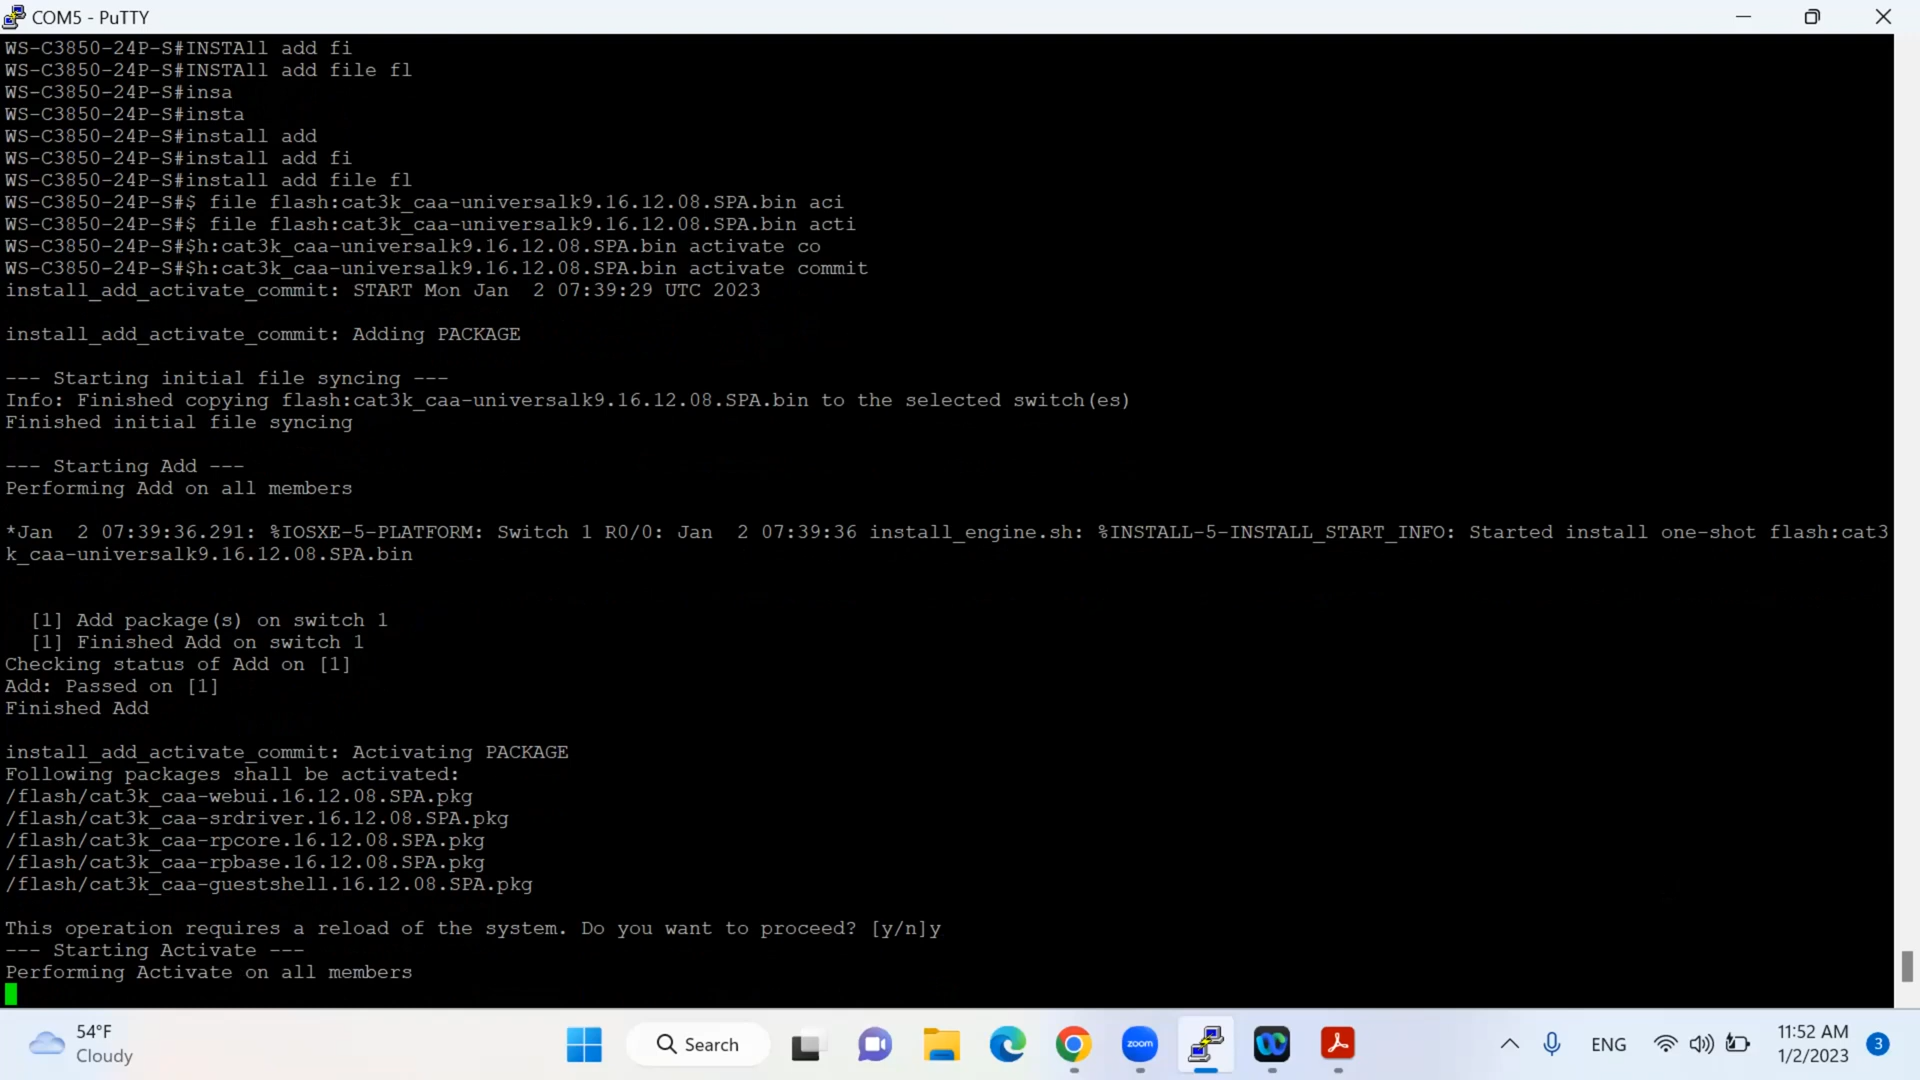 COM5 - PuTTY
WS-C3850-24P-S#INSTAll add fi
WS-C3850-24P-S#INSTAll add file fl
WS-C3850-24P-S#insa
WS-C3850-24P-S#insta
WS-C3850-24P-S#install add
WS-C3850-24P-S#install add fi
WS-C3850-24P-S#install add file fl
WS-C3850-24P-S#$ file flash:cat3k_caa-universalk9.16.12.08.SPA.bin aci
WS-C3850-24P-S#$ file flash:cat3k_caa-universalk9.16.12.08.SPA.bin acti
WS-C3850-24P-S#$h:cat3k_caa-universalk9.16.12.08.SPA.bin activate co
WS-C3850-24P-S#$h:cat3k_caa-universalk9.16.12.08.SPA.bin activate commit
install_add_activate_commit: START Mon Jan  2 07:39:29 UTC 2023
install_add_activate_commit: Adding PACKAGE
--- Starting initial file syncing ---
Info: Finished copying flash:cat3k_caa-universalk9.16.12.08.SPA.bin to the selected switch(es)
Finished initial file syncing
--- Starting Add ---
Performing Add on all members
*Jan  2 07:39:36.291: %IOSXE-5-PLATFORM: Switch 1 R0/0: Jan  2 07:39:36 install_engine.sh: %INSTALL-5-INSTALL_START_INFO: Started install one-shot flash:cat3
k_caa-universalk9.16.12.08.SPA.bin
[1] Add package(s) on switch 1
[1] Finished Add on switch 1
Checking status of Add on [1]
Add: Passed on [1]
Finished Add
install_add_activate_commit: Activating PACKAGE
Following packages shall be activated:
/flash/cat3k_caa-webui.16.12.08.SPA.pkg
/flash/cat3k_caa-srdriver.16.12.08.SPA.pkg
/flash/cat3k_caa-rpcore.16.12.08.SPA.pkg
/flash/cat3k_caa-rpbase.16.12.08.SPA.pkg
/flash/cat3k_caa-guestshell.16.12.08.SPA.pkg
This operation requires a reload of the system. Do you want to proceed? [y/n]y
--- Starting Activate ---
Performing Activate on all members
54°F
Cloudy
Search
zoom
ENG
11:52 AM
1/2/2023
3